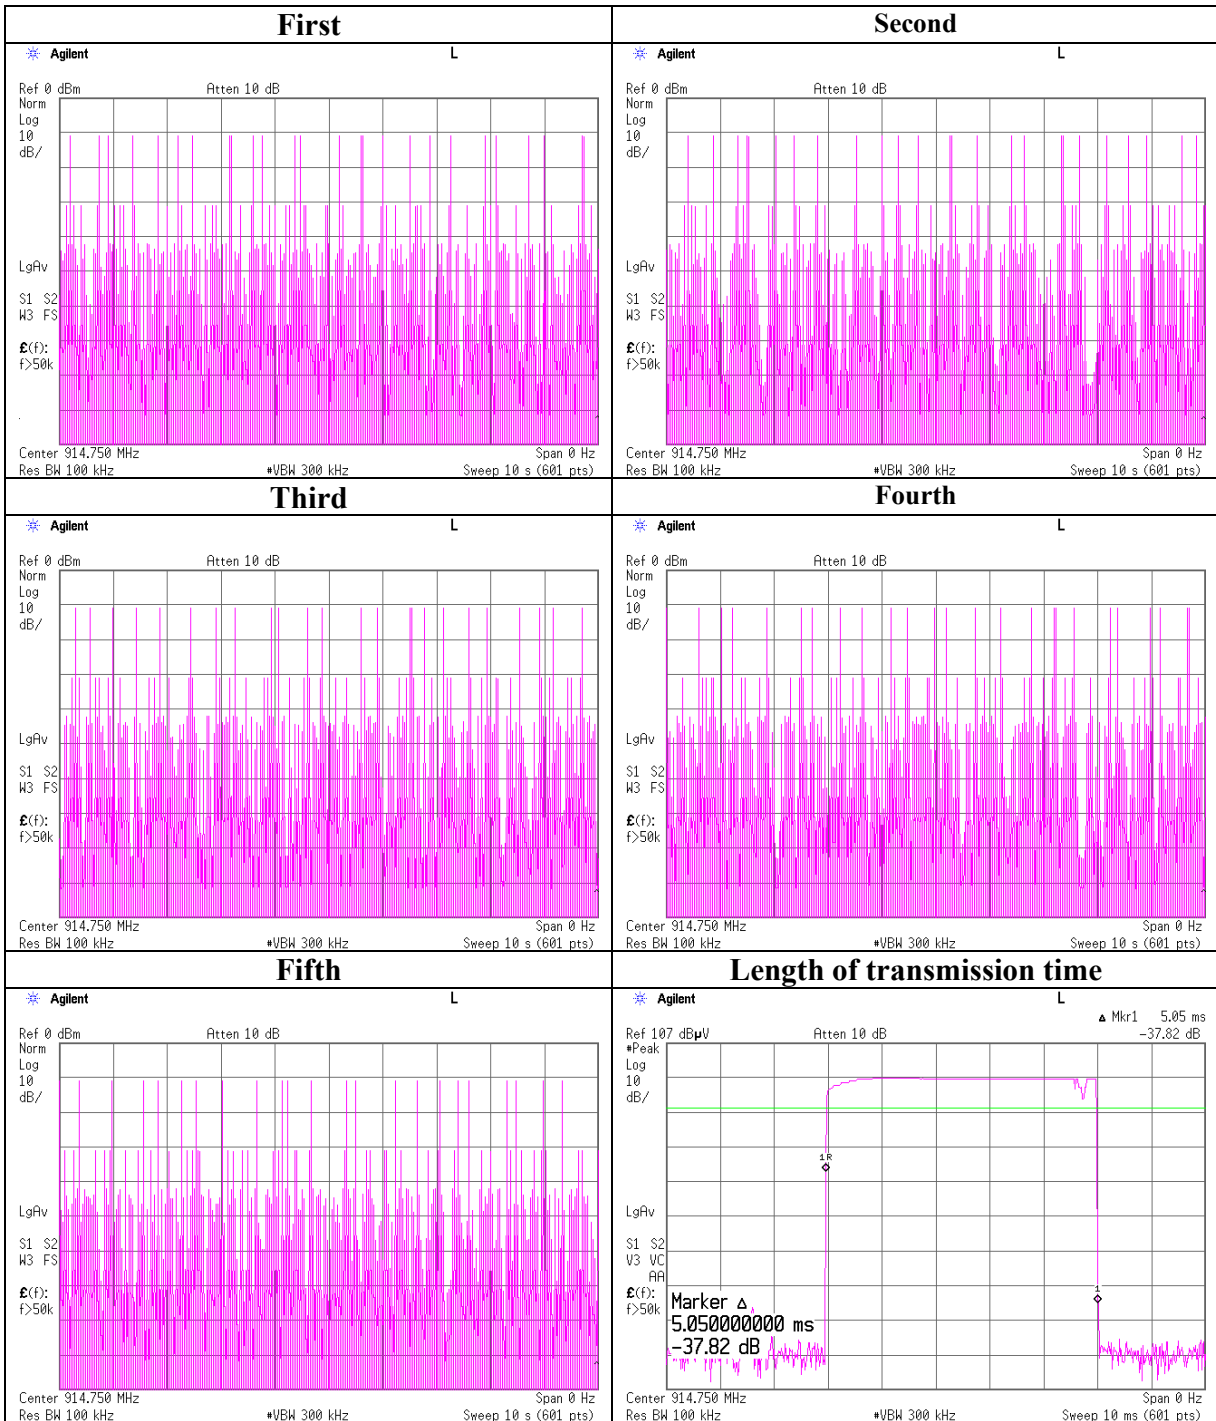 First
Agilent
L
Ref 0 dBm Atten 10 dB
Norm
Log
10
dB/
LgAv
S1 S2
W3 FS
£(f):
f>50k
Center 914.750 MHz Span 0 Hz
Res BW 100 kHz #VBW 300 kHz Sweep 10 s (601 pts)
Second
Agilent
L
Ref 0 dBm Atten 10 dB
Norm
Log
10
dB/
LgAv
S1 S2
W3 FS
£(f):
f>50k
Center 914.750 MHz Span 0 Hz
Res BW 100 kHz #VBW 300 kHz Sweep 10 s (601 pts)
Third
Agilent
L
Ref 0 dBm Atten 10 dB
Norm
Log
10
dB/
LgAv
S1 S2
W3 FS
£(f):
f>50k
Center 914.750 MHz Span 0 Hz
Res BW 100 kHz #VBW 300 kHz Sweep 10 s (601 pts)
Fourth
Agilent
L
Ref 0 dBm Atten 10 dB
Norm
Log
10
dB/
LgAv
S1 S2
W3 FS
£(f):
f>50k
Center 914.750 MHz Span 0 Hz
Res BW 100 kHz #VBW 300 kHz Sweep 10 s (601 pts)
Fifth
Agilent
L
Ref 0 dBm Atten 10 dB
Norm
Log
10
dB/
LgAv
S1 S2
W3 FS
£(f):
f>50k
Center 914.750 MHz Span 0 Hz
Res BW 100 kHz #VBW 300 kHz Sweep 10 s (601 pts)
Length of transmission time
Agilent
L
Δ Mkr1 5.05 ms
Ref 107 dBµV Atten 10 dB -37.82 dB
#Peak
Log
10
dB/
1R
LgAv
S1 S2
V3 VC
AA
£(f):
f>50k
1
Marker Δ
5.050000000 ms
-37.82 dB
Center 914.750 MHz Span 0 Hz
Res BW 100 kHz #VBW 300 kHz Sweep 10 ms (601 pts)